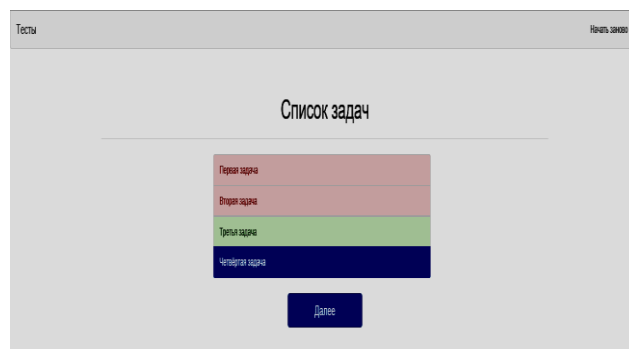 Тесты
Начать заново
Список задач
Первая задача
Вторая задача
Третья задача
Четвёртая задача
Далее